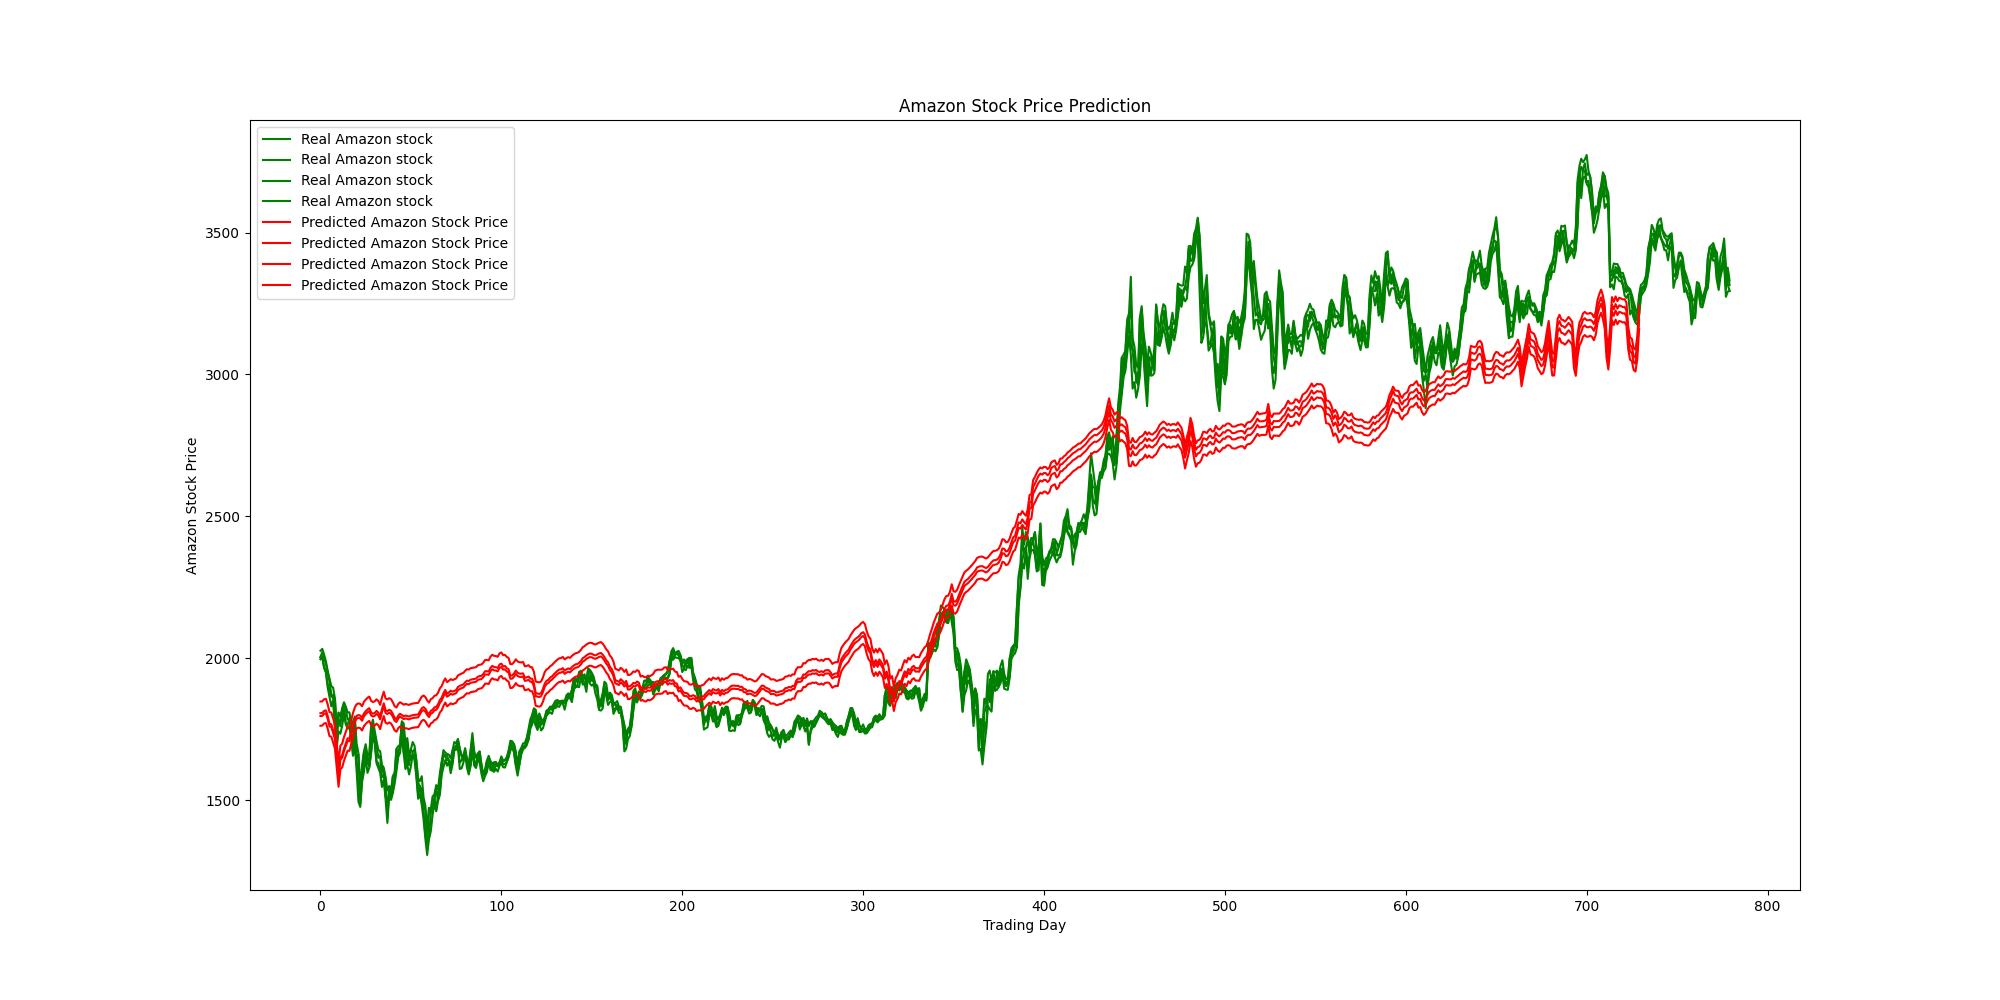 Amazon Stock Price Prediction
Real Amazon stock
Real Amazon stock
Real Amazon stock
Real Amazon stock
Predicted Amazon Stock Price
Predicted Amazon Stock Price
Predicted Amazon Stock Price
Predicted Amazon Stock Price
Amazon Stock Price
3500
3000
2500
2000
1500
0 100 200 300 400 500 600 700 800
Trading Day